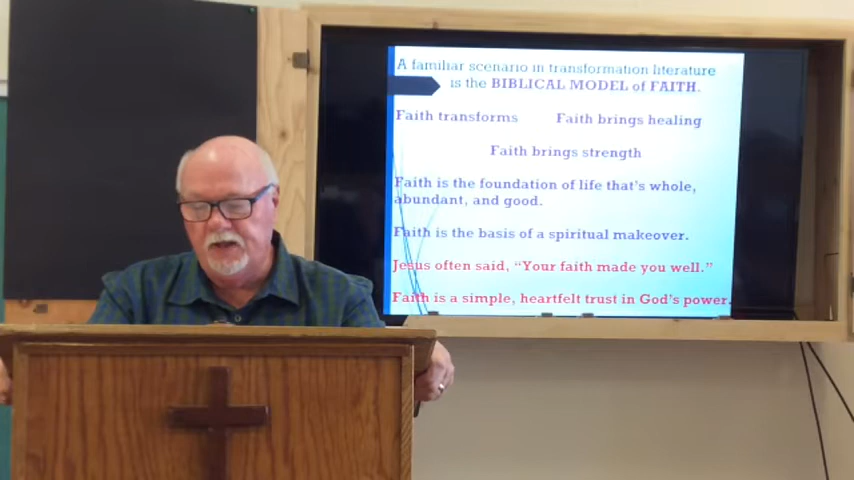 A familiar scenario in transformation literature
is the BIBLICAL MODEL of FAITH.
Faith transforms Faith brings healing
Faith brings strength
Faith is the foundation of life that's whole,
abundant, and good.
Faith is the basis of a spiritual makeover.
Jesus often said, “Your faith made you well.”
Faith is a simple, heartfelt trust in God's power.